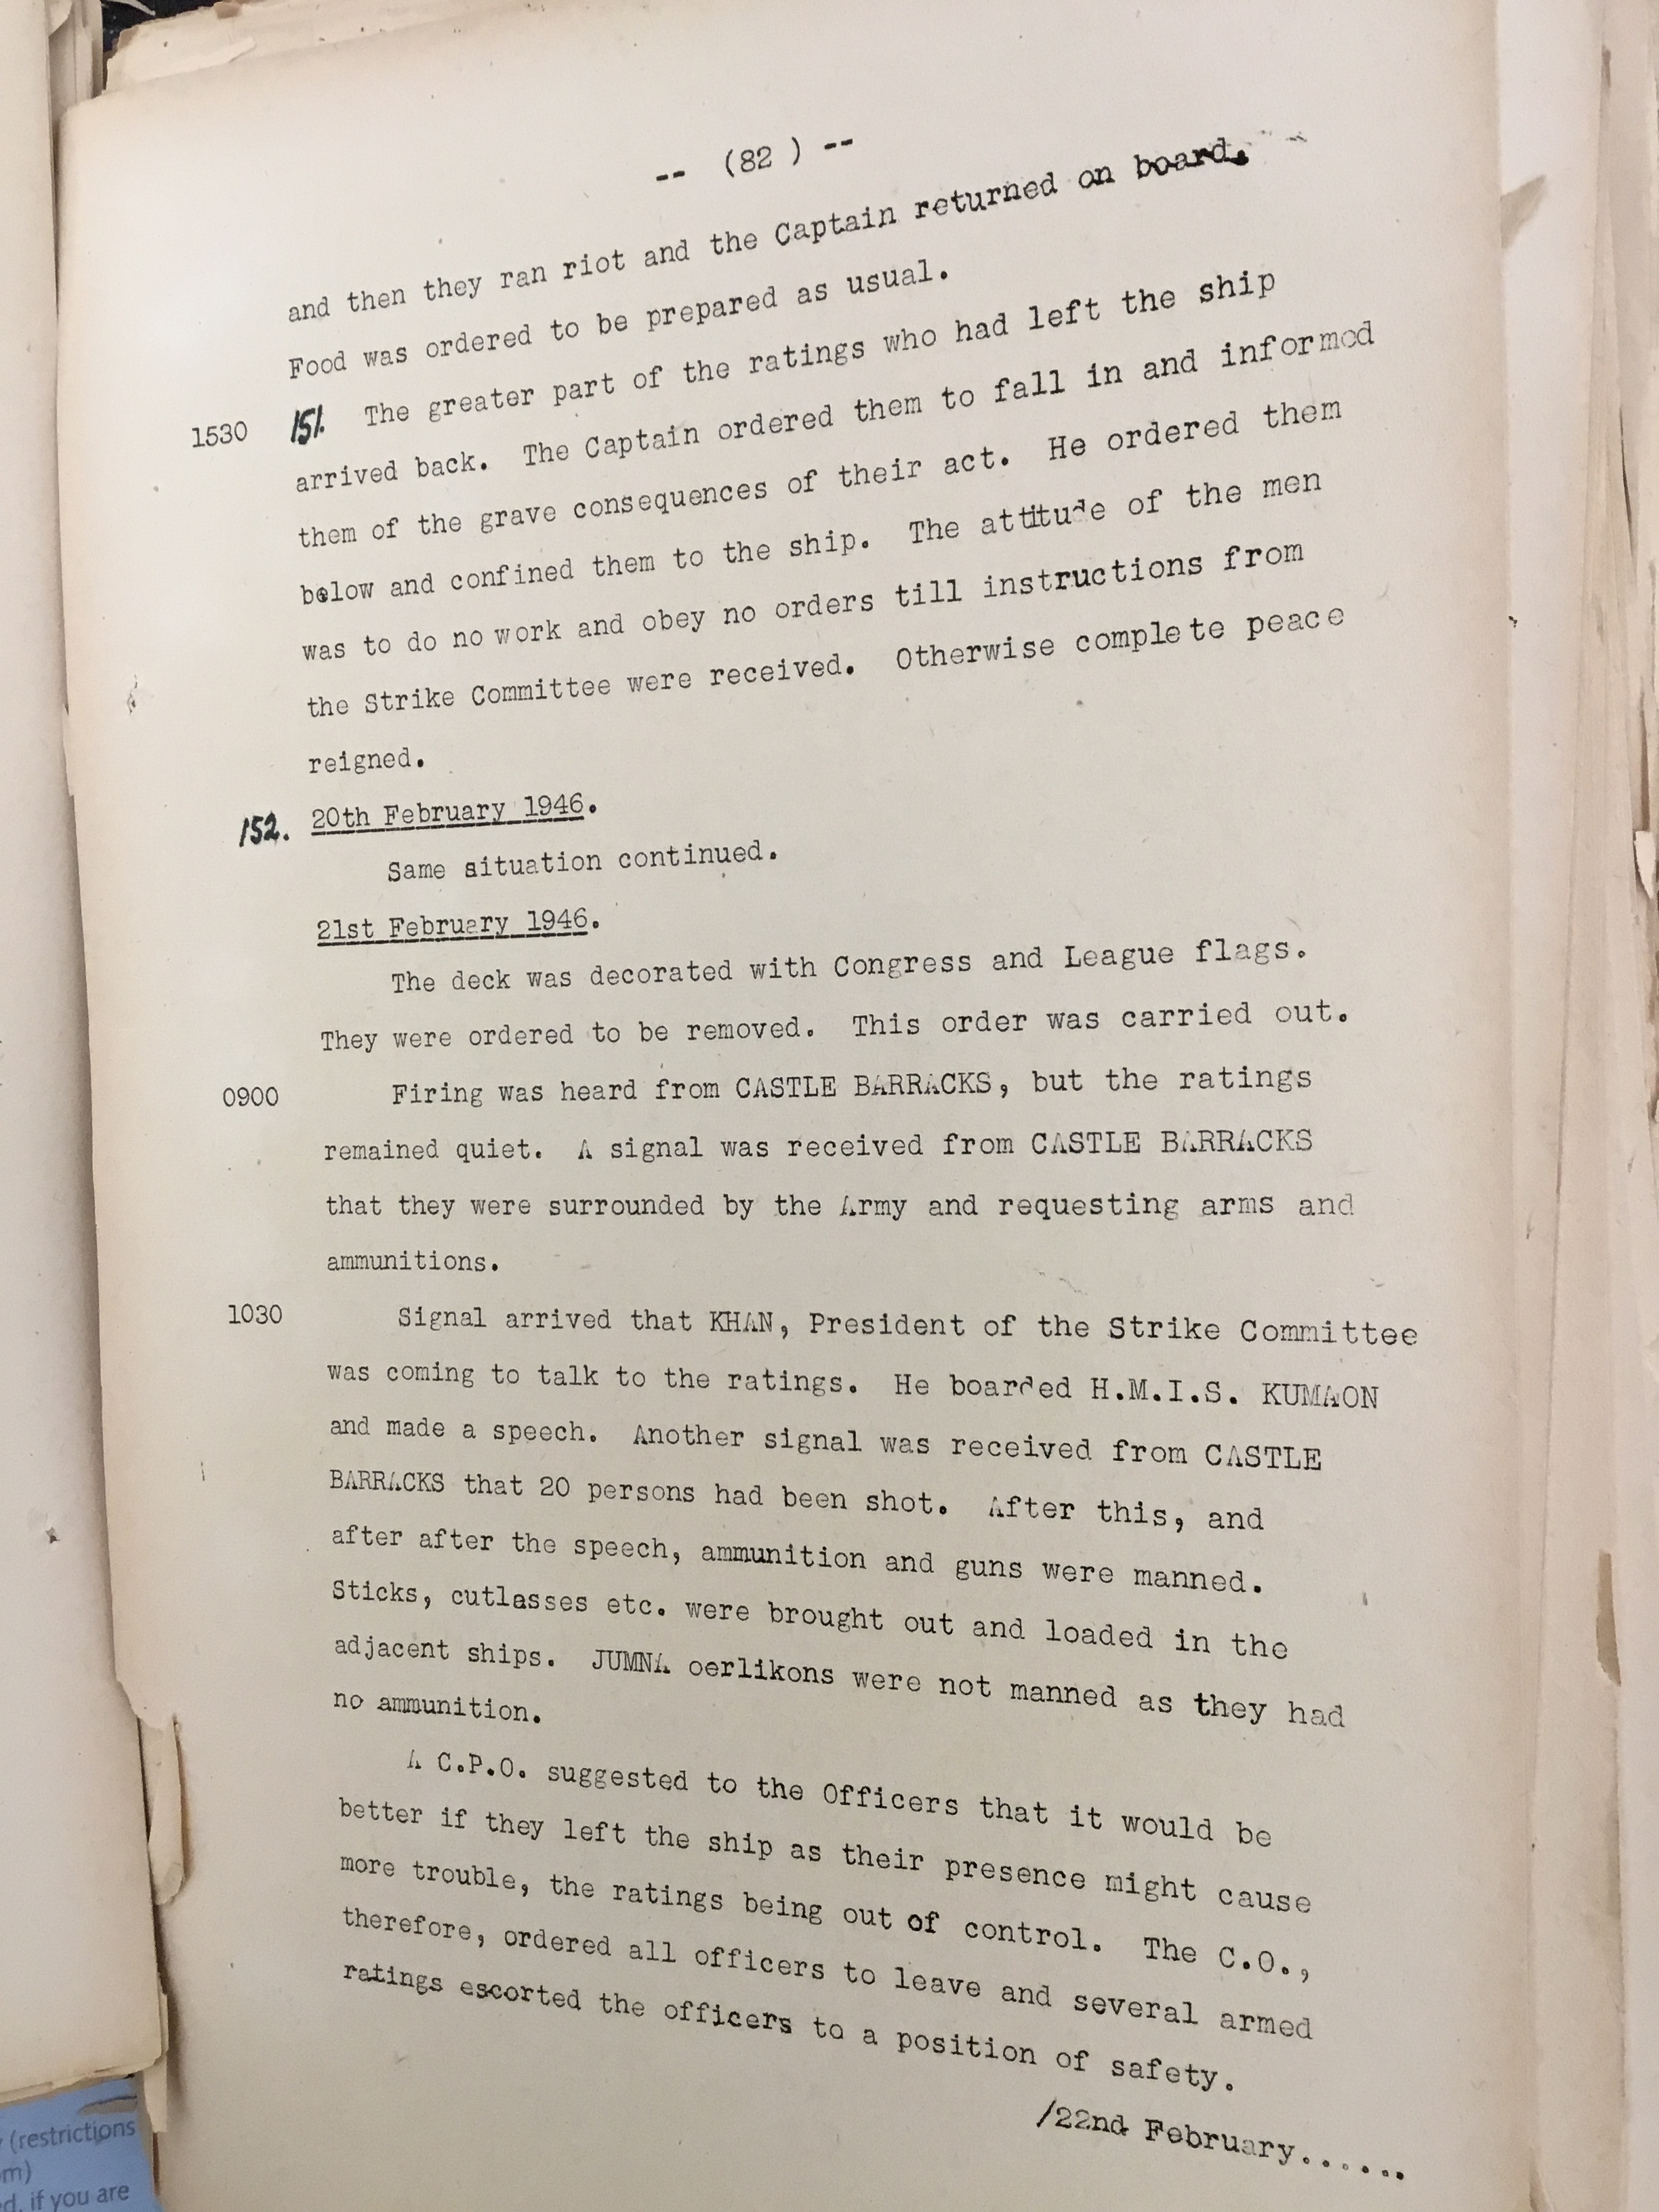 -- (82 ) --
and then they ran riot and the Captain returned on board.
Food was ordered to be prepared as usual.
1530 151. The greater part of the ratings who had left the ship
arrived back. The Captain ordered them to fall in and informed
them of the grave consequences of their act. He ordered them
below and confined them to the ship. The attitude of the men
was to do no work and obey no orders till instructions from
the Strike Committee were received. Otherwise complete peace
reigned.
152. 20th February 1946.
Same situation continued.
21st February 1946.
The deck was decorated with Congress and League flags.
They were ordered to be removed. This order was carried out.
0900 Firing was heard from CASTLE BARRACKS, but the ratings
remained quiet. A signal was received from CASTLE BARRACKS
that they were surrounded by the Army and requesting arms and
ammunitions.
1030 Signal arrived that KHAN, President of the Strike Committee
was coming to talk to the ratings. He boarded H.M.I.S. KUMAON
and made a speech. Another signal was received from CASTLE
BARRACKS that 20 persons had been shot. After this, and
after after the speech, ammunition and guns were manned.
Sticks, cutlasses etc. were brought out and loaded in the
adjacent ships. JUMNA oerlikons were not manned as they had
no ammunition.
A C.P.O. suggested to the Officers that it would be
better if they left the ship as their presence might cause
more trouble, the ratings being out of control. The C.O.,
therefore, ordered all officers to leave and several armed
ratings escorted the officers to a position of safety.
/22nd February......
(restrictions
m)
d, if you are